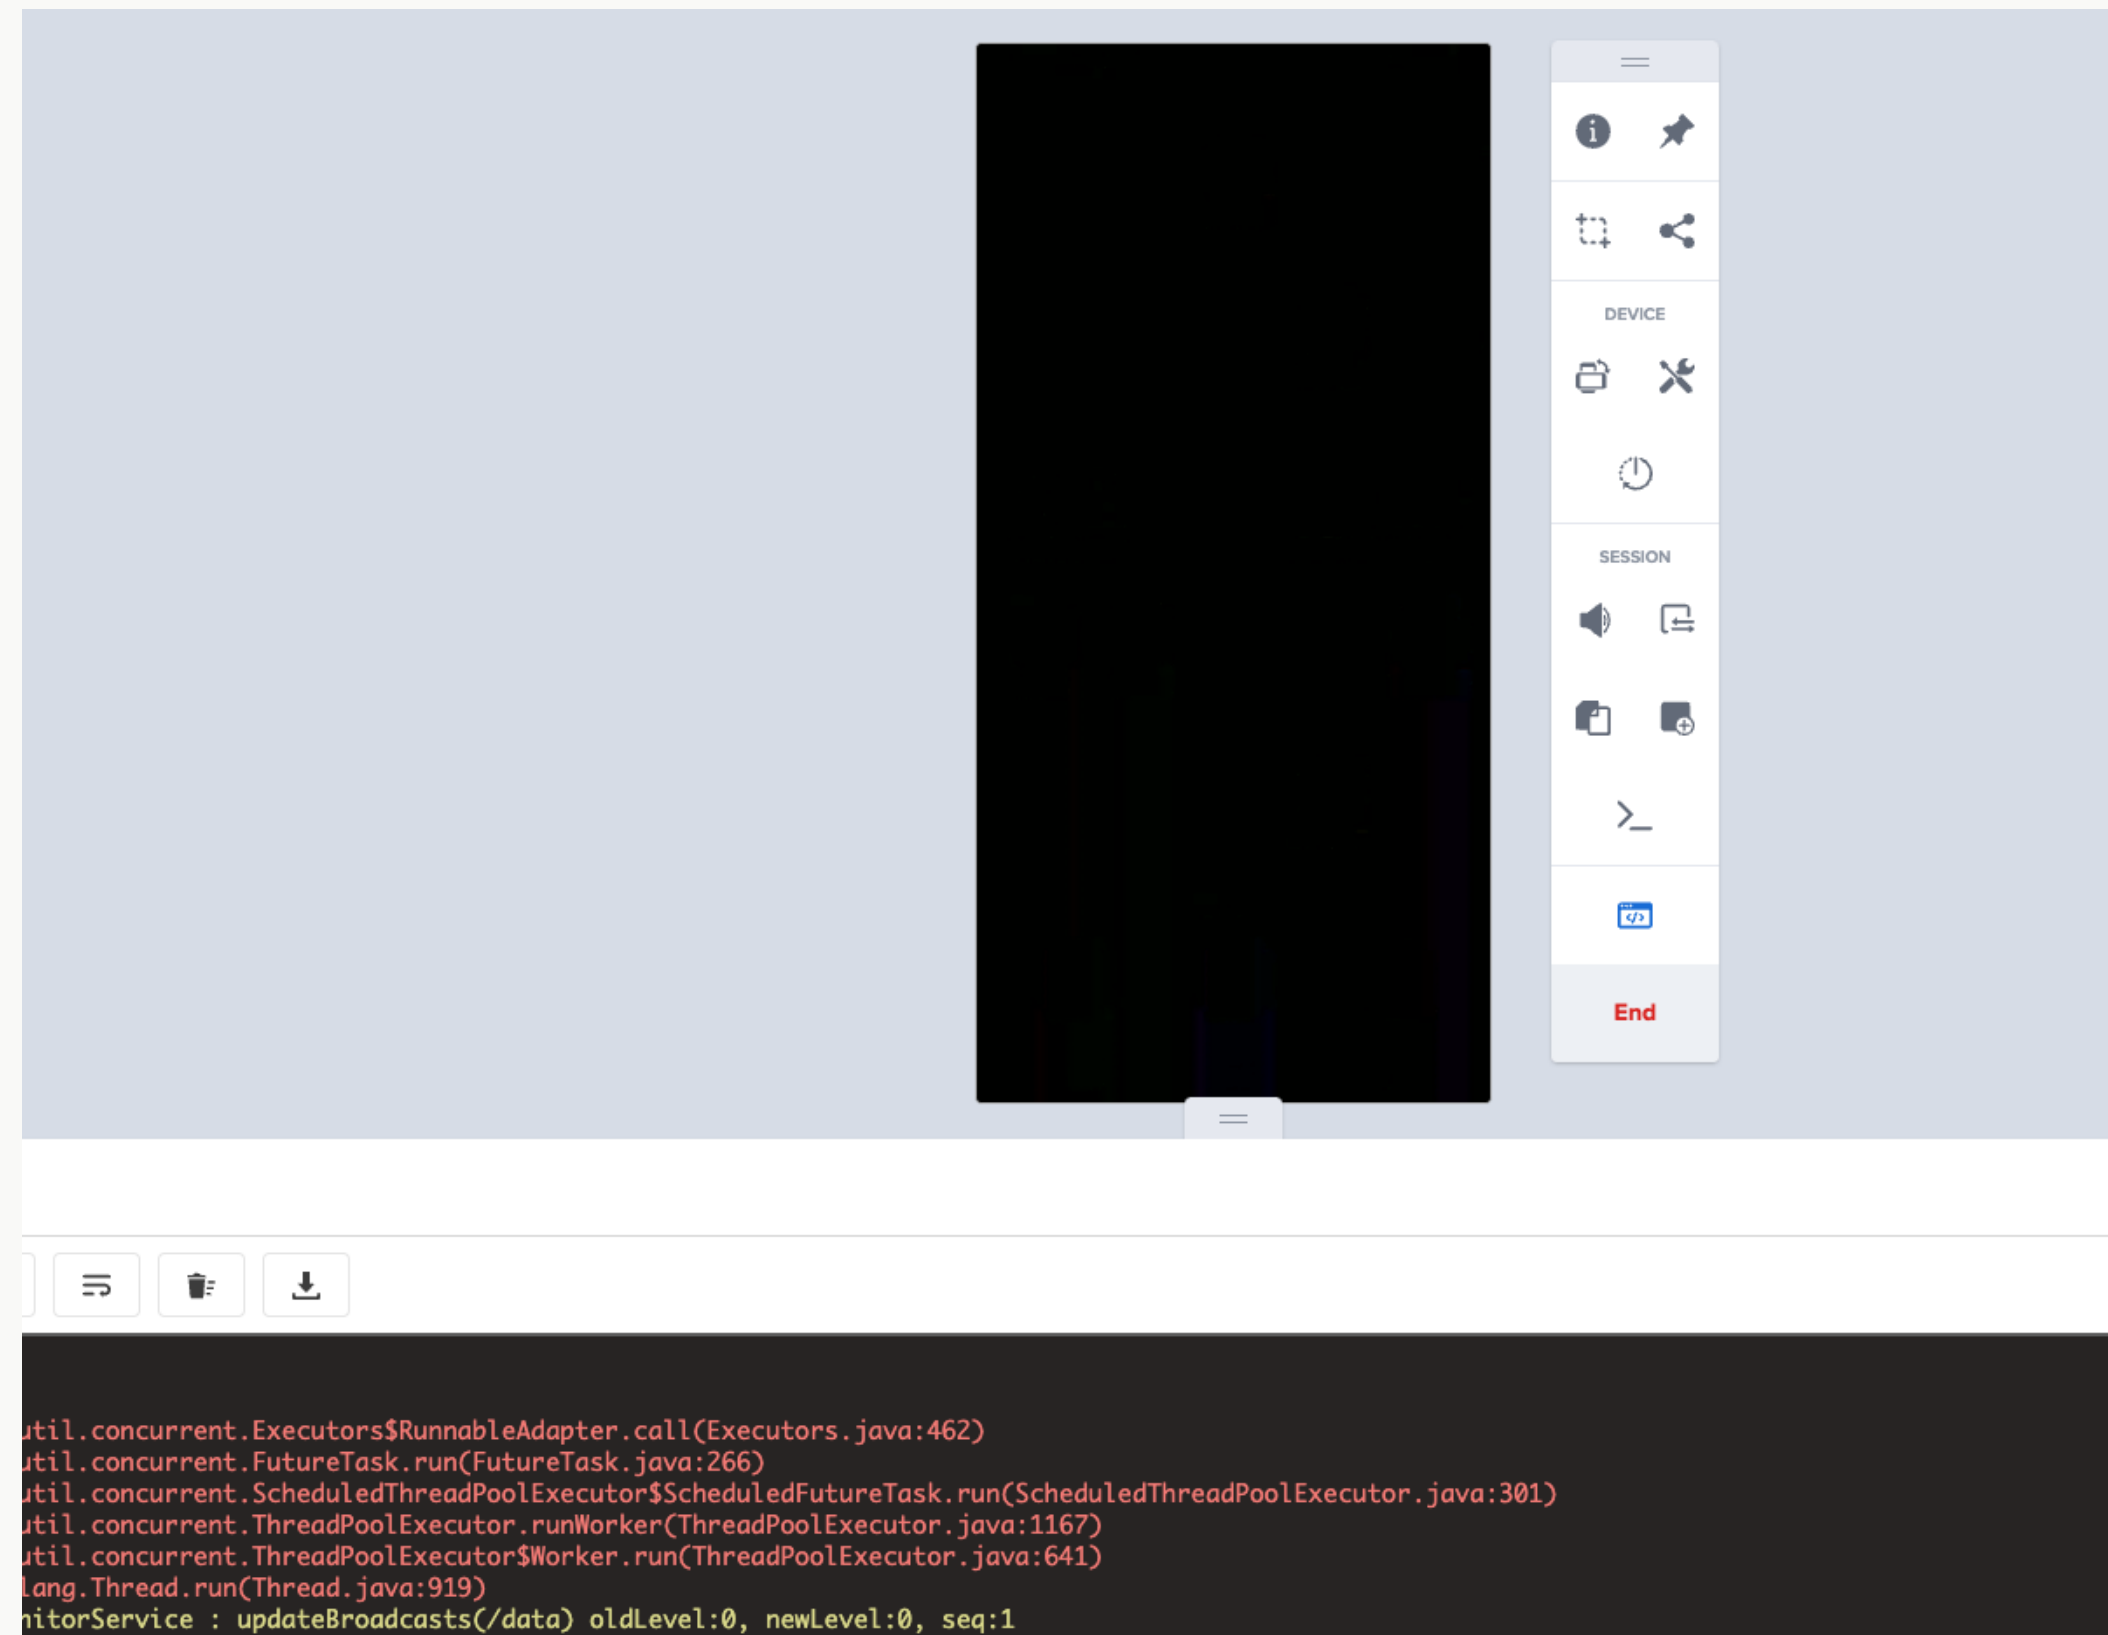 DEVICE
SESSION
End
util.concurrent.Executors$RunnableAdapter.call(Executors.java:462)
util.concurrent.FutureTask.run(FutureTask.java:266)
util.concurrent.ScheduledThreadPoolExecutor$ScheduledFutureTask.run(ScheduledThreadPoolExecutor.java:301)
util.concurrent.ThreadPoolExecutor.runWorker(ThreadPoolExecutor.java:1167)
util.concurrent.ThreadPoolExecutor$Worker.run(ThreadPoolExecutor.java:641)
lang.Thread.run(Thread.java:919)
nitorService : updateBroadcasts(/data) oldLevel:0, newLevel:0, seq:1